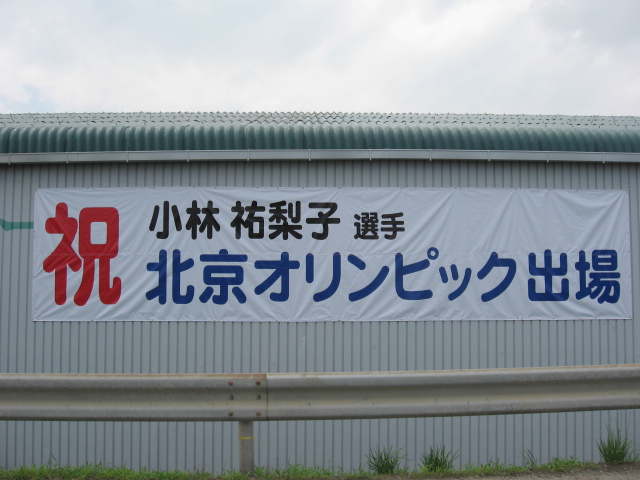 祝
小林 祐梨子 選手
北京オリンピック出場